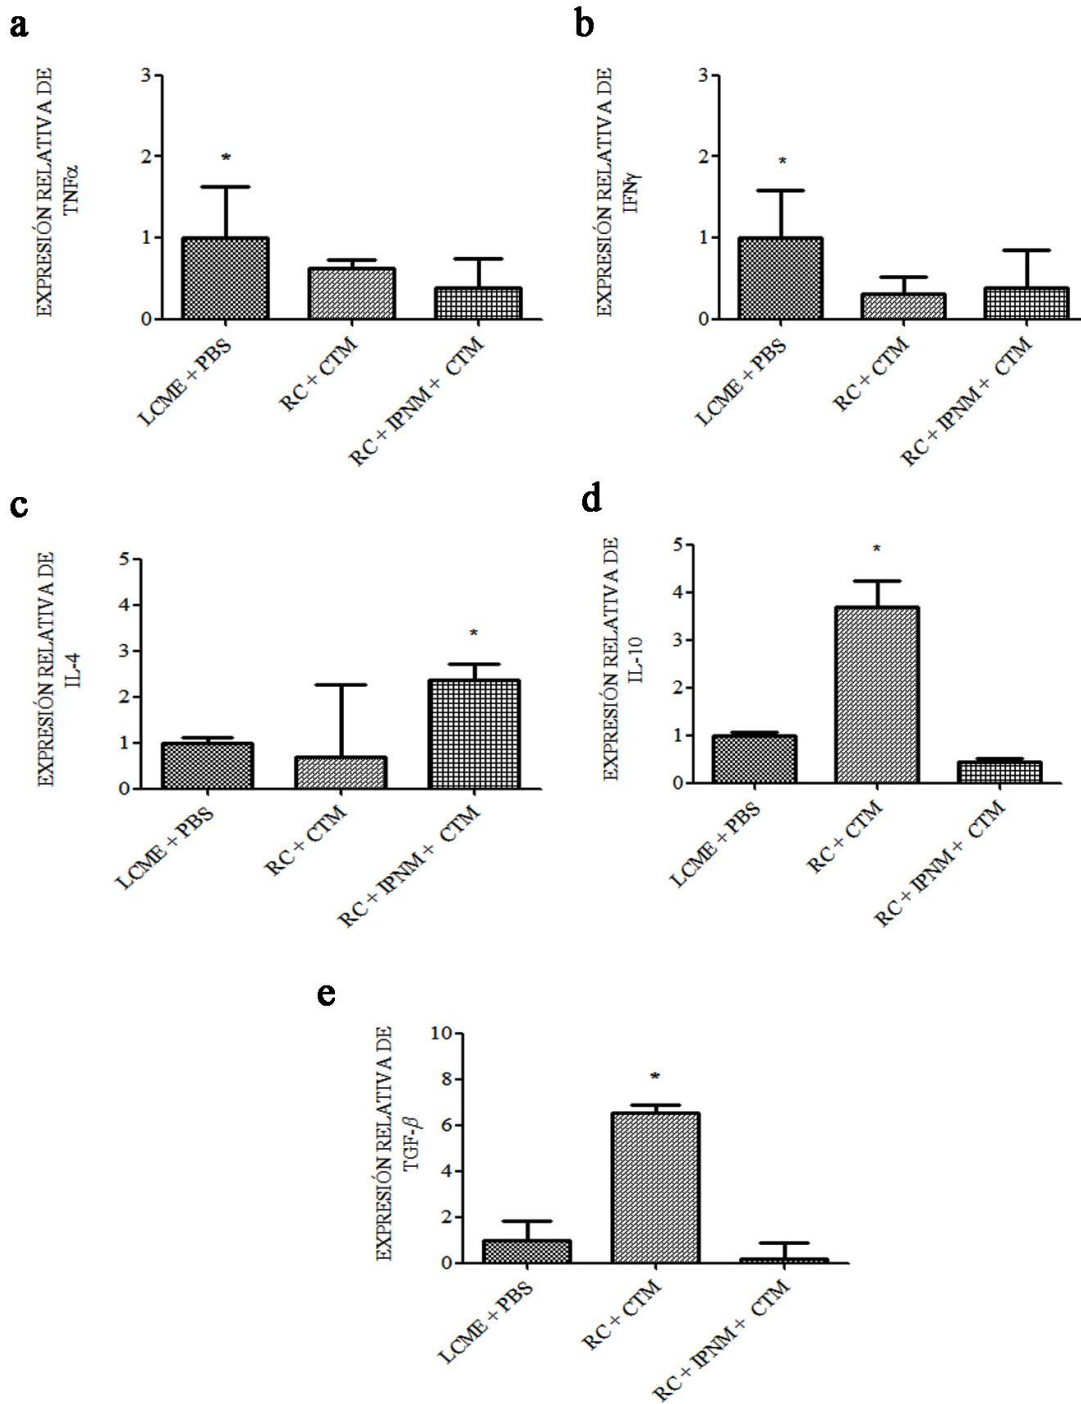 a
EXPRESIÓN RELATIVA DE
TNFα
3
2
1
0
*
LCME + PBS
RC + CTM
RC + IPNM + CTM
b
EXPRESIÓN RELATIVA DE
IFNγ
3
2
1
0
*
LCME + PBS
RC + CTM
RC + IPNM + CTM
c
EXPRESIÓN RELATIVA DE
IL-4
5
4
3
2
1
0
*
LCME + PBS
RC + CTM
RC + IPNM + CTM
d
EXPRESIÓN RELATIVA DE
IL-10
5
4
3
2
1
0
*
LCME + PBS
RC + CTM
RC + IPNM + CTM
e
EXPRESIÓN RELATIVA DE
TGF-β
10
8
6
4
2
0
*
LCME + PBS
RC + CTM
RC + IPNM + CTM